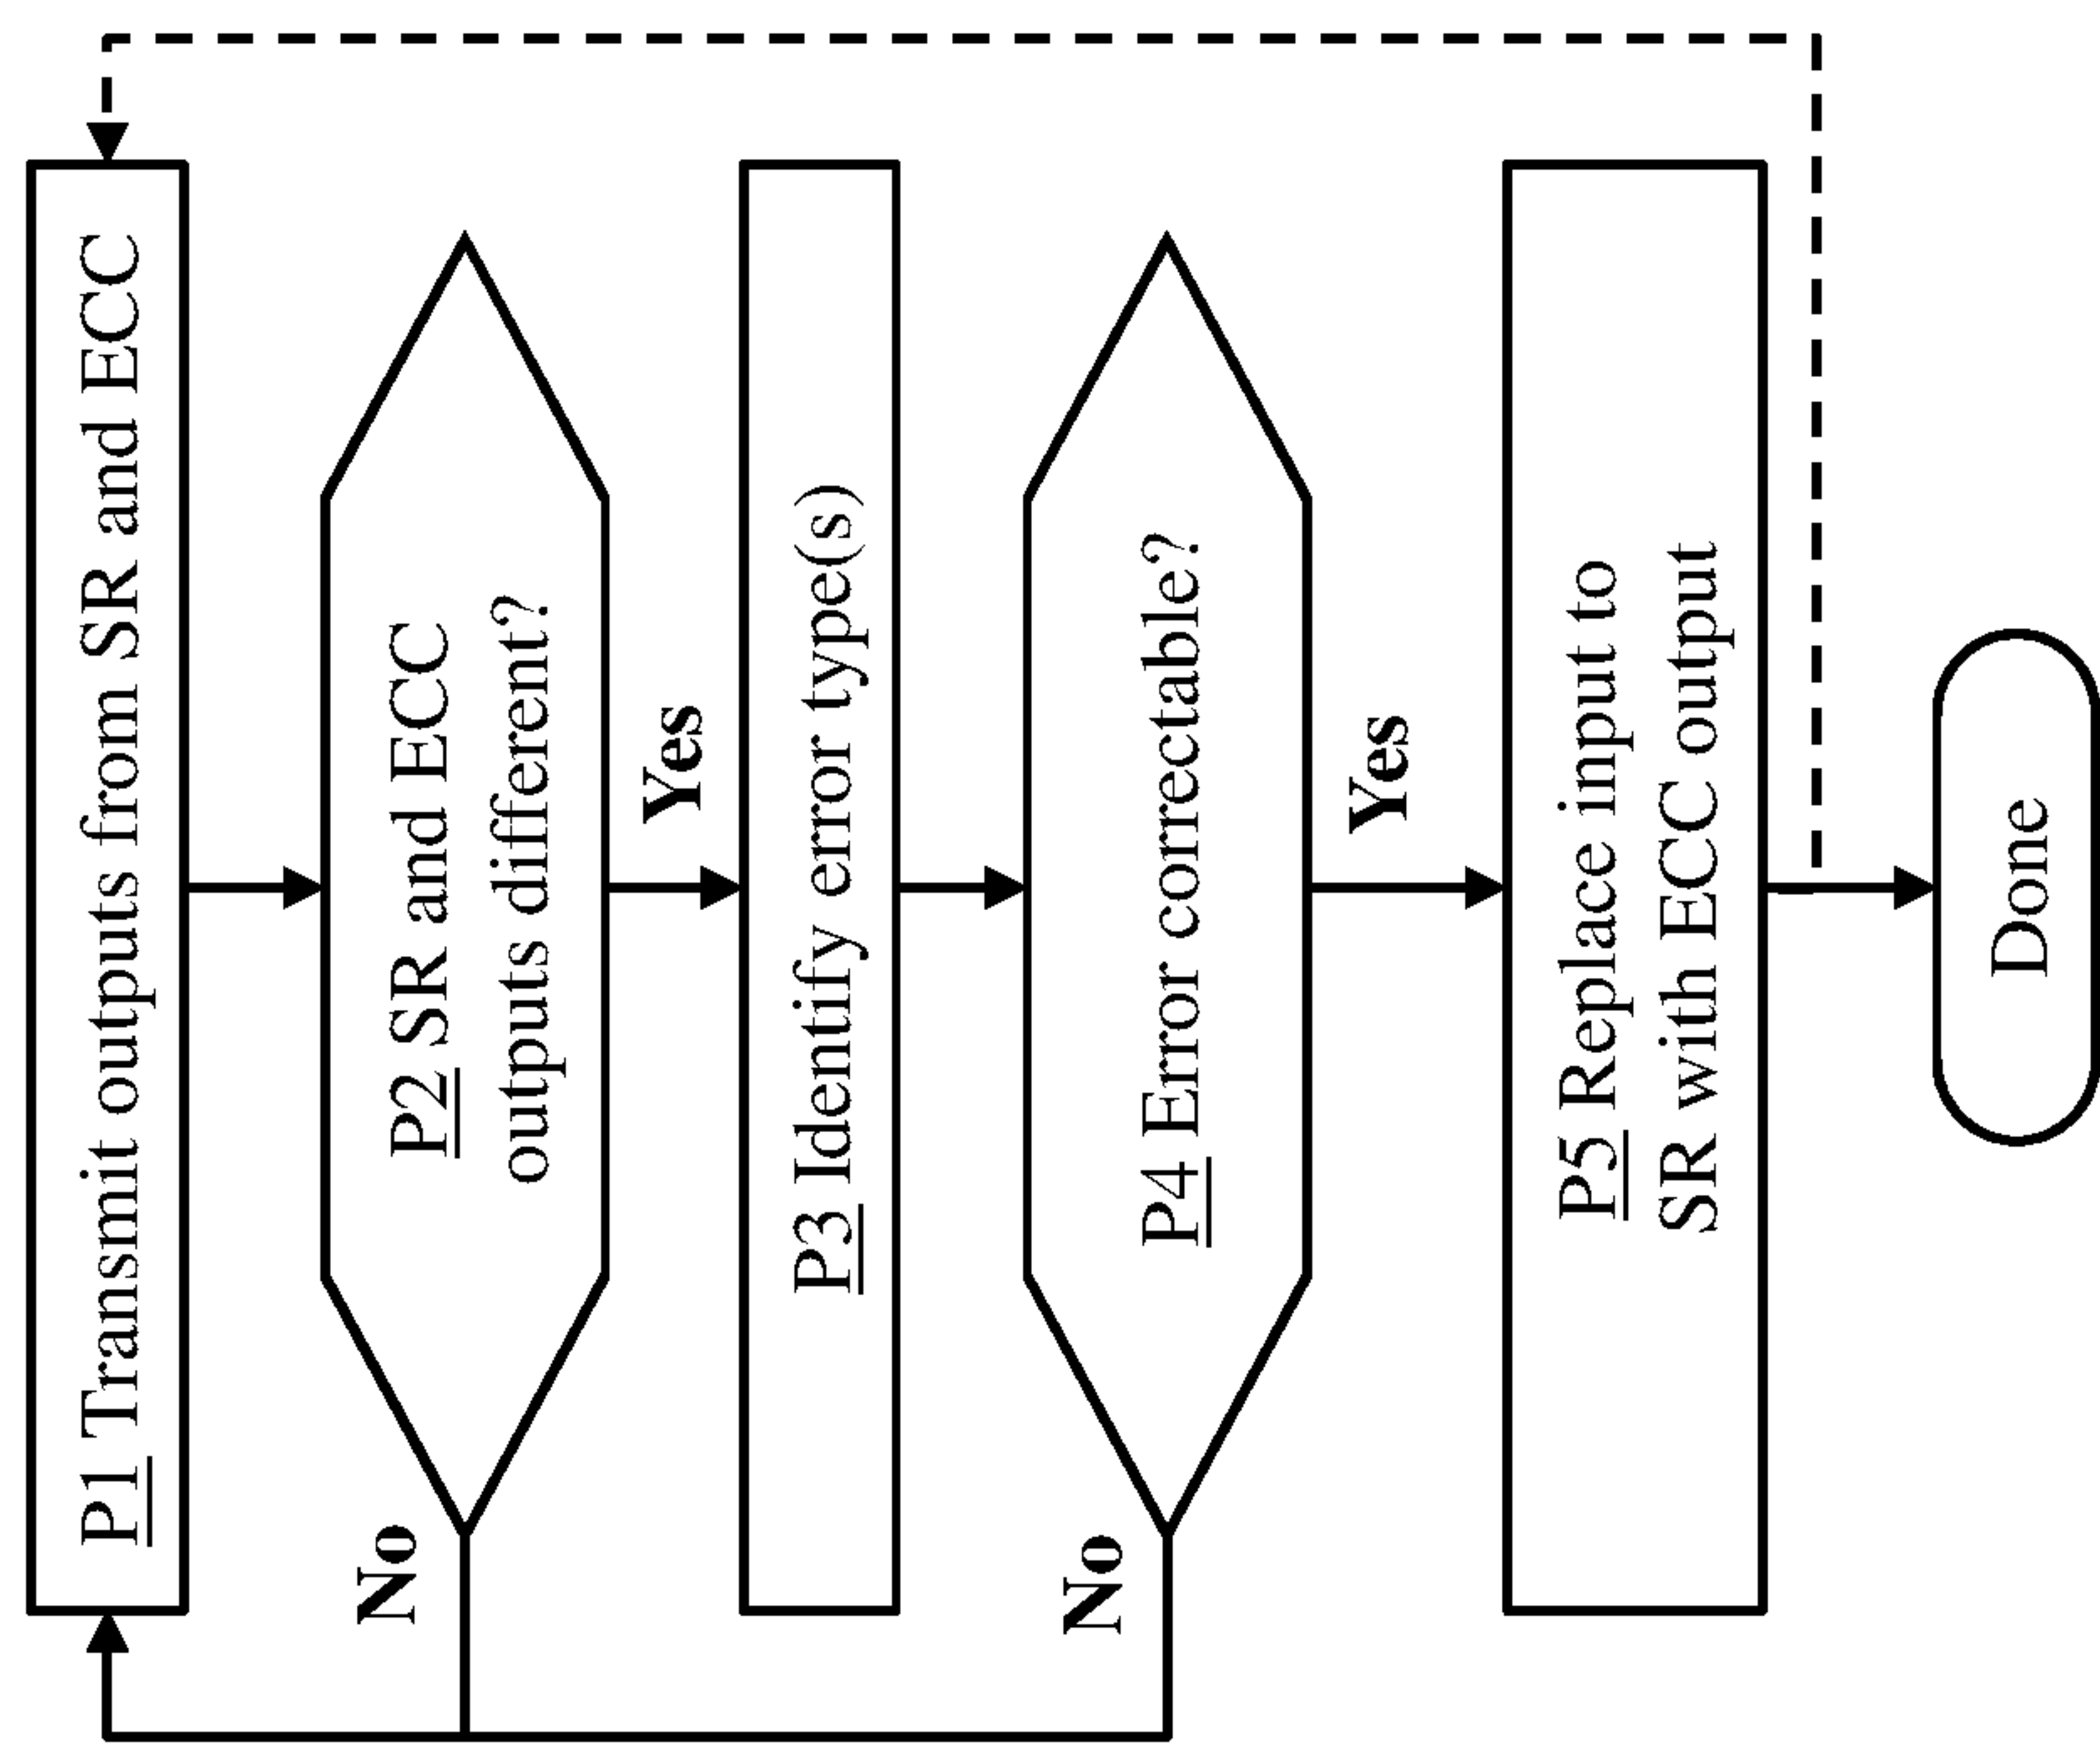 P1 Transmit outputs from SR and ECC
P2 SR and ECC
outputs different?
No
Yes
P3 Identify error type(s)
P4 Error correctable?
No
Yes
P5 Replace input to
SR with ECC output
Done